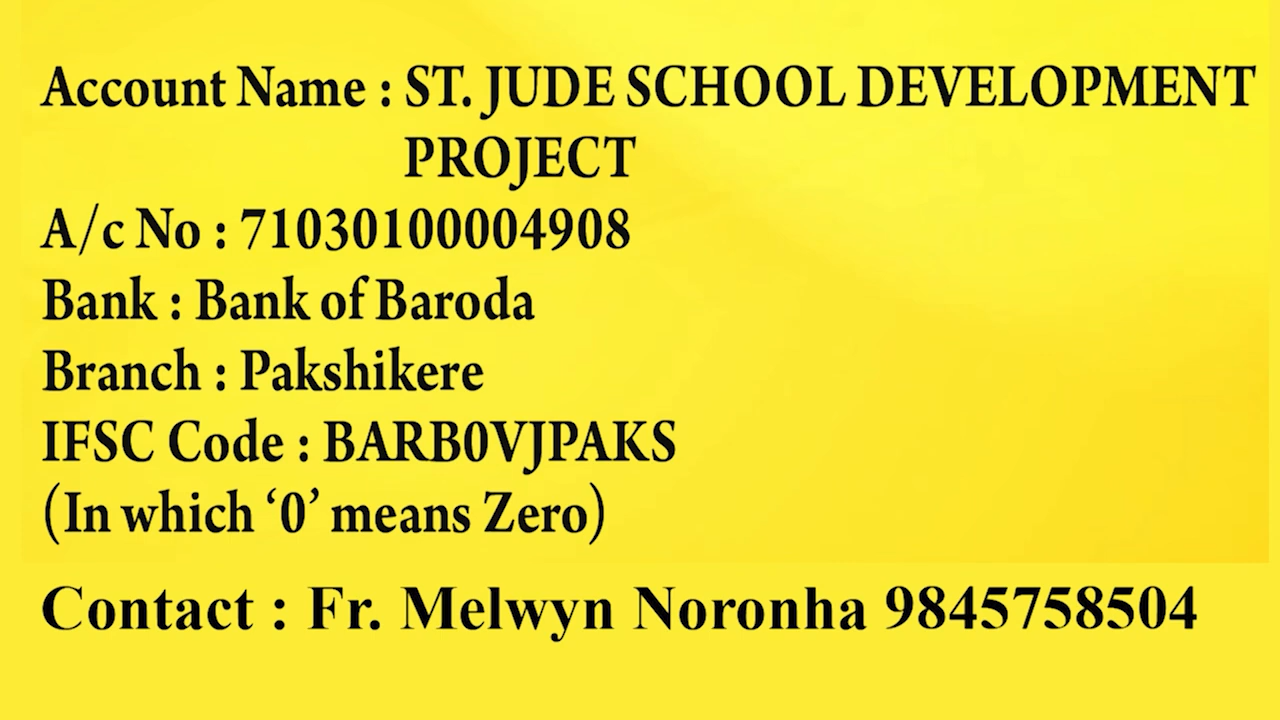 Account Name : ST. JUDE SCHOOL DEVELOPMENT
PROJECT
A/c No : 71030100004908
Bank : Bank of Baroda
Branch : Pakshikere
IFSC Code : BARB0VJPAKS
(In which ‘0’ means Zero)
Contact : Fr. Melwyn Noronha 9845758504